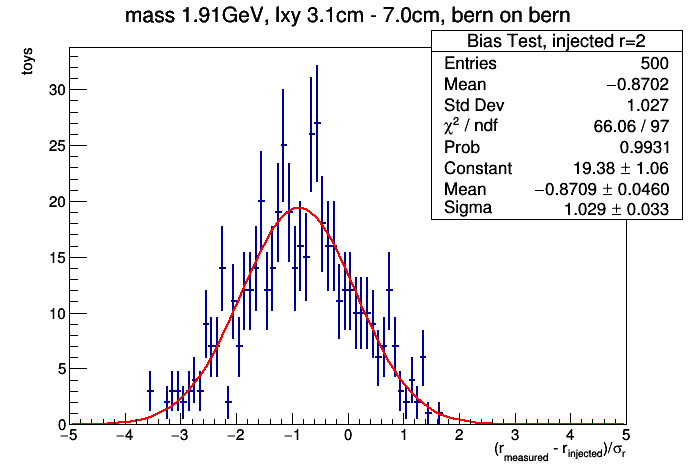 mass 1.91GeV, lxy 3.1cm - 7.0cm, bern on bern
Bias Test, injected r=2
Entries 500
Mean −0.8702
Std Dev 1.027
χ² / ndf 66.06 / 97
Prob 0.9931
Constant 19.38 ± 1.06
Mean −0.8709 ± 0.0460
Sigma 1.029 ± 0.033
toys
30
25
20
15
10
5
0
−5 −4 −3 −2 −1 0 1 2 3 4 5
(r_measured - r_injected)/σ_r